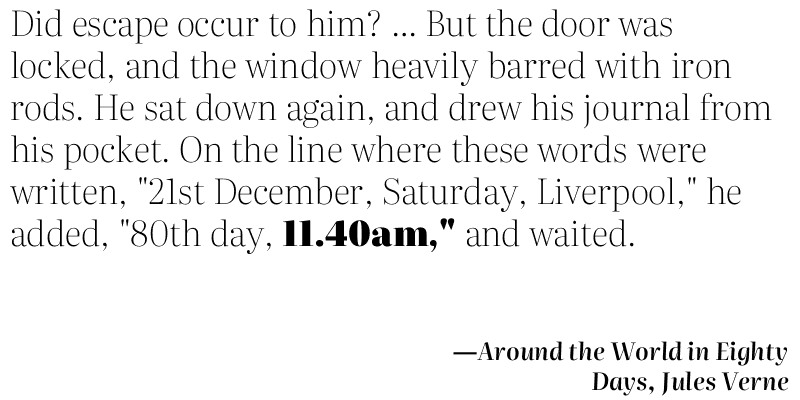 Did escape occur to him? ... But the door was
locked, and the window heavily barred with iron
rods. He sat down again, and drew his journal from
his pocket. On the line where these words were
written, "21st December, Saturday, Liverpool," he
added, "80th day, 11.40am," and waited.
—Around the World in Eighty
Days, Jules Verne